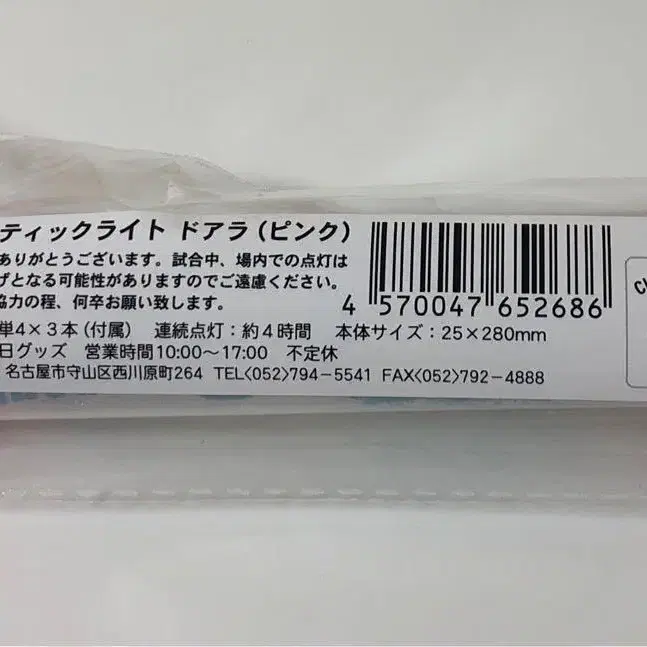 ティックライト ドアラ(ピンク)
ありがとうございます。試合中、場内での点灯は
げとなる可能性がありますのでご遠慮ください。
協力の程、何卒お願い致します。
4 570047 652686
単4×3本(付属) 連続点灯:約4時間 本体サイズ:25×280mm
日グッズ 営業時間10:00〜17:00 不定休
名古屋市守山区西川原町264 TEL<052>794-5541 FAX<052>792-4888